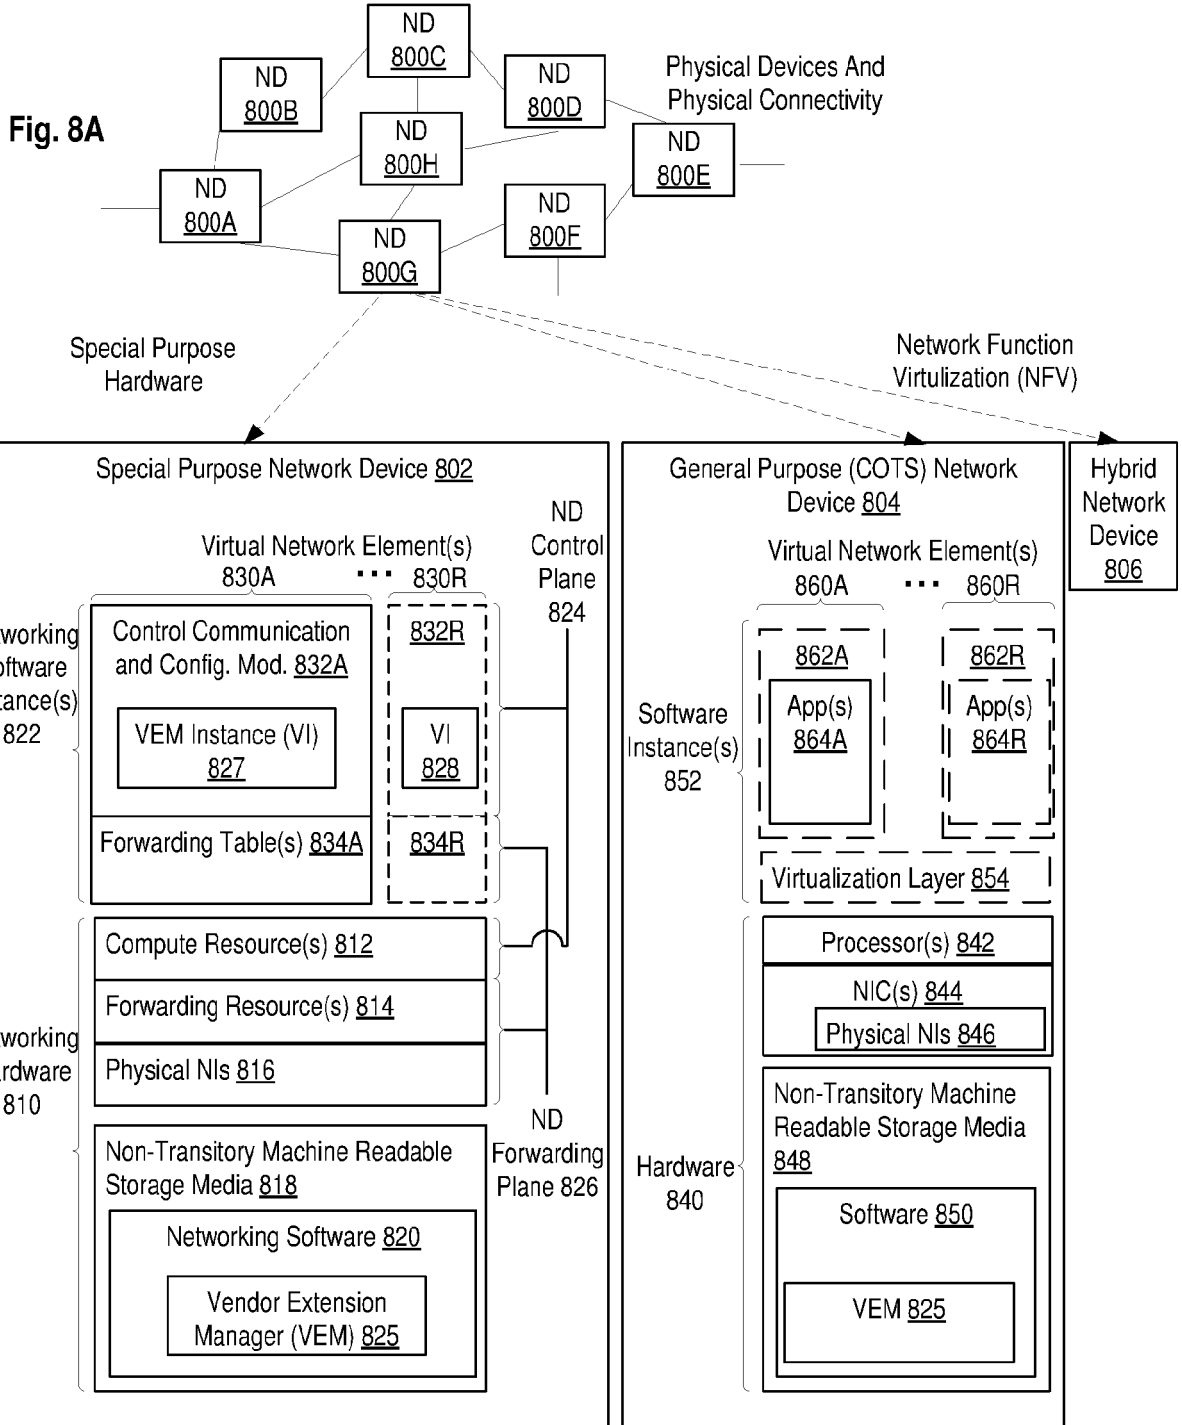 ND
800C
ND
800B
ND
800D
Physical Devices And
Physical Connectivity
Fig. 8A
ND
800H
ND
800E
ND
800A
ND
800F
ND
800G
Special Purpose
Hardware
Network Function
Virtulization (NFV)
Special Purpose Network Device 802
ND
Control
Plane
824
Virtual Network Element(s)
830A
...
830R
Control Communication
and Config. Mod. 832A
832R
VEM Instance (VI)
827
VI
828
Forwarding Table(s) 834A
834R
822
Compute Resource(s) 812
Forwarding Resource(s) 814
Physical NIs 816
810
ND
Forwarding
Plane 826
Non-Transitory Machine Readable
Storage Media 818
Networking Software 820
Vendor Extension
Manager (VEM) 825
General Purpose (COTS) Network
Device 804
Virtual Network Element(s)
860A
...
860R
862A
862R
App(s)
864A
App(s)
864R
Software
Instance(s)
852
Virtualization Layer 854
Processor(s) 842
NIC(s) 844
Physical NIs 846
Non-Transitory Machine
Readable Storage Media
848
Hardware
840
Software 850
VEM 825
Hybrid
Network
Device
806